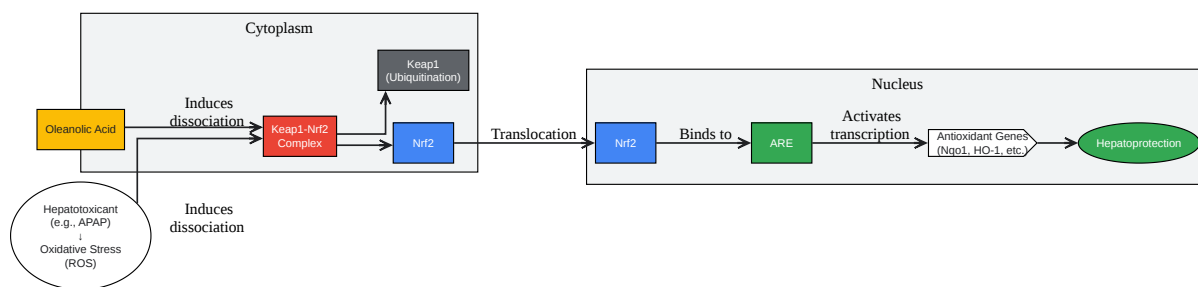 Cytoplasm
Keap1
(Ubiquitination)
Nucleus
Oleanolic Acid
Induces
dissociation
Keap1-Nrf2
Complex
Nrf2
Translocation
Nrf2
Binds to
ARE
Activates
transcription
Antioxidant Genes
(Nqo1, HO-1, etc.)
Hepatoprotection
Hepatotoxicant
(e.g., APAP)
↓
Oxidative Stress
(ROS)
Induces
dissociation